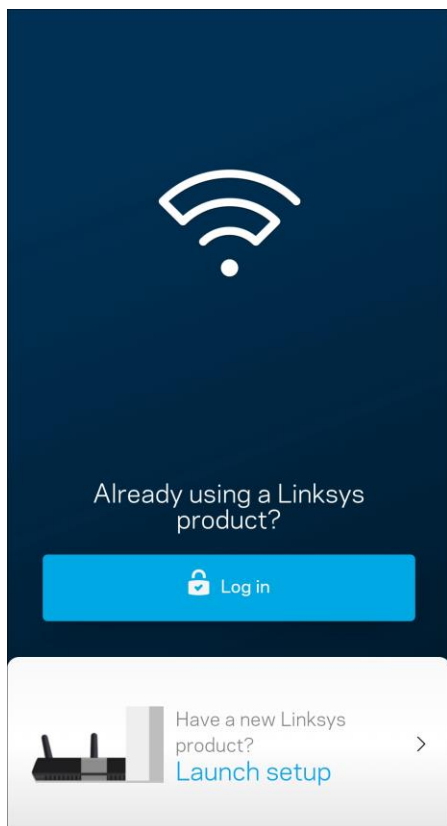 Already using a Linksys
product?
Log in
Have a new Linksys
product?
Launch setup